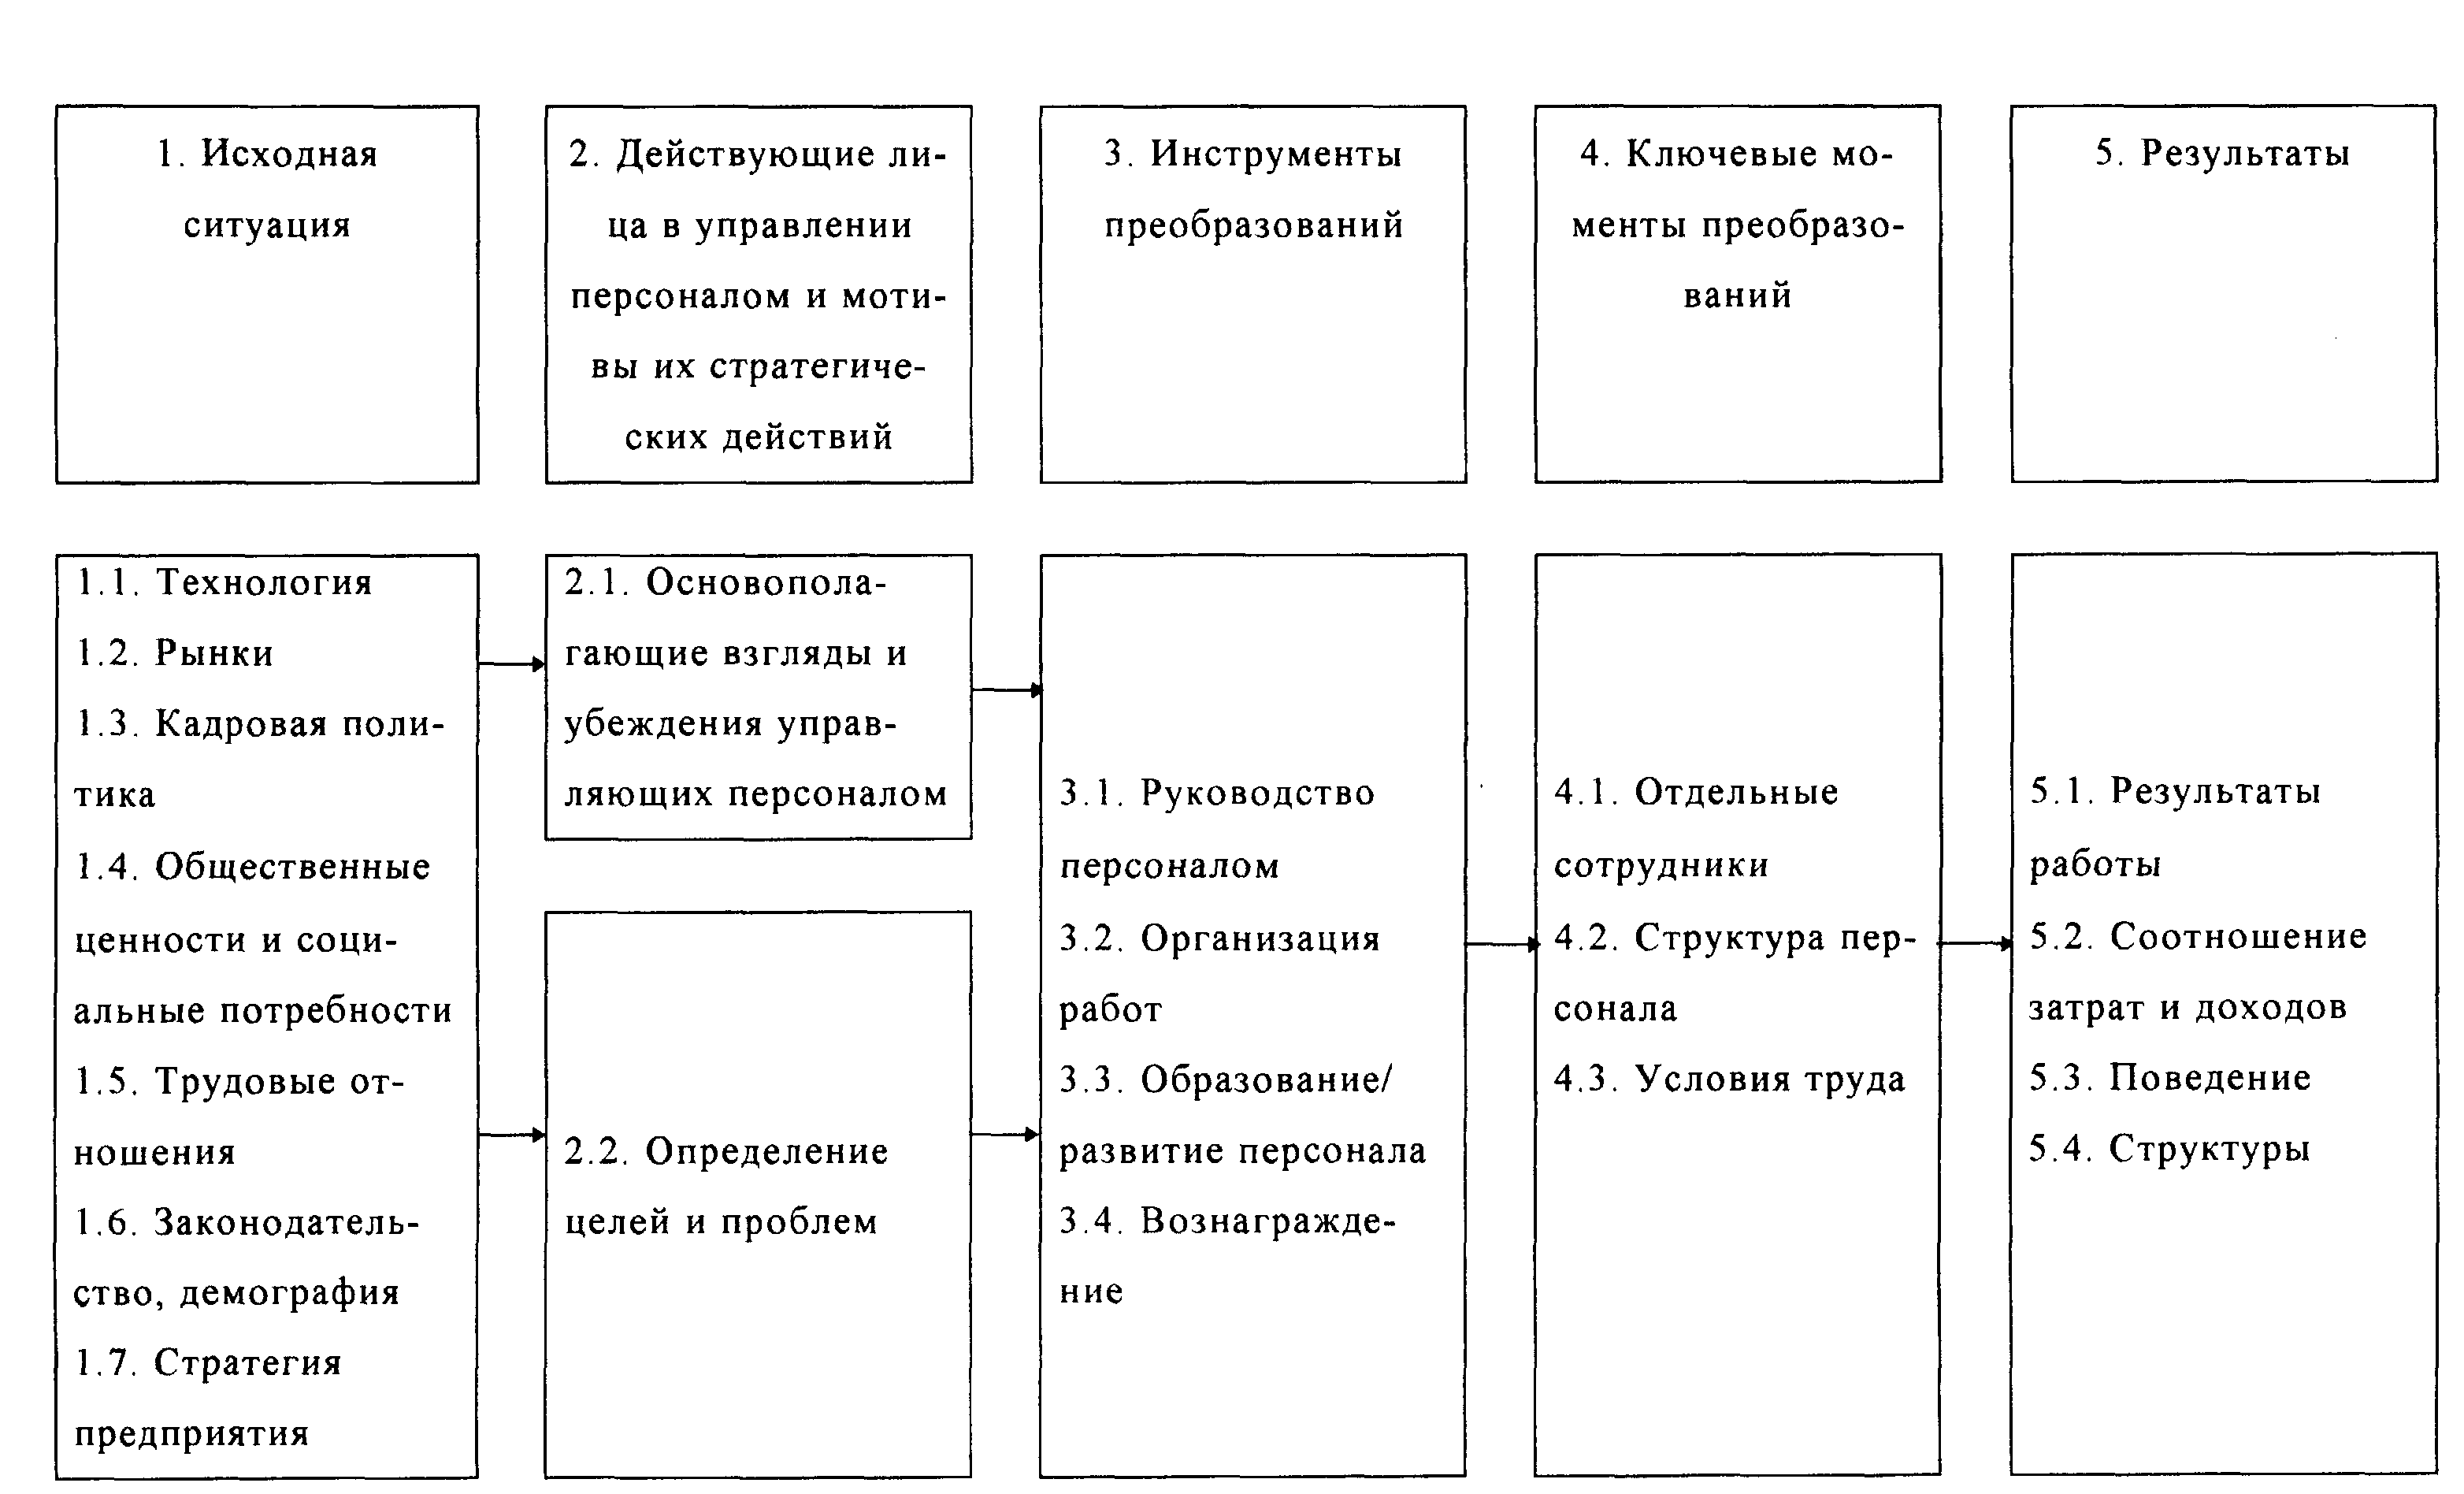 1. Исходная
ситуация
2. Действующие ли-
ца в управлении
персоналом и моти-
вы их стратегиче-
ских действий
3. Инструменты
преобразований
4. Ключевые мо-
менты преобразо-
ваний
5. Результаты
1.1. Технология
1.2. Рынки
1.3. Кадровая поли-
тика
1.4. Общественные
ценности и соци-
альные потребности
1.5. Трудовые от-
ношения
1.6. Законодатель-
ство, демография
1.7. Стратегия
предприятия
2.1. Основопола-
гающие взгляды и
убеждения управ-
ляющих персоналом
2.2. Определение
целей и проблем
3.1. Руководство
персоналом
3.2. Организация
работ
3.3. Образование/
развитие персонала
3.4. Вознагражде-
ние
4.1. Отдельные
сотрудники
4.2. Структура пер-
сонала
4.3. Условия труда
5.1. Результаты
работы
5.2. Соотношение
затрат и доходов
5.3. Поведение
5.4. Структуры